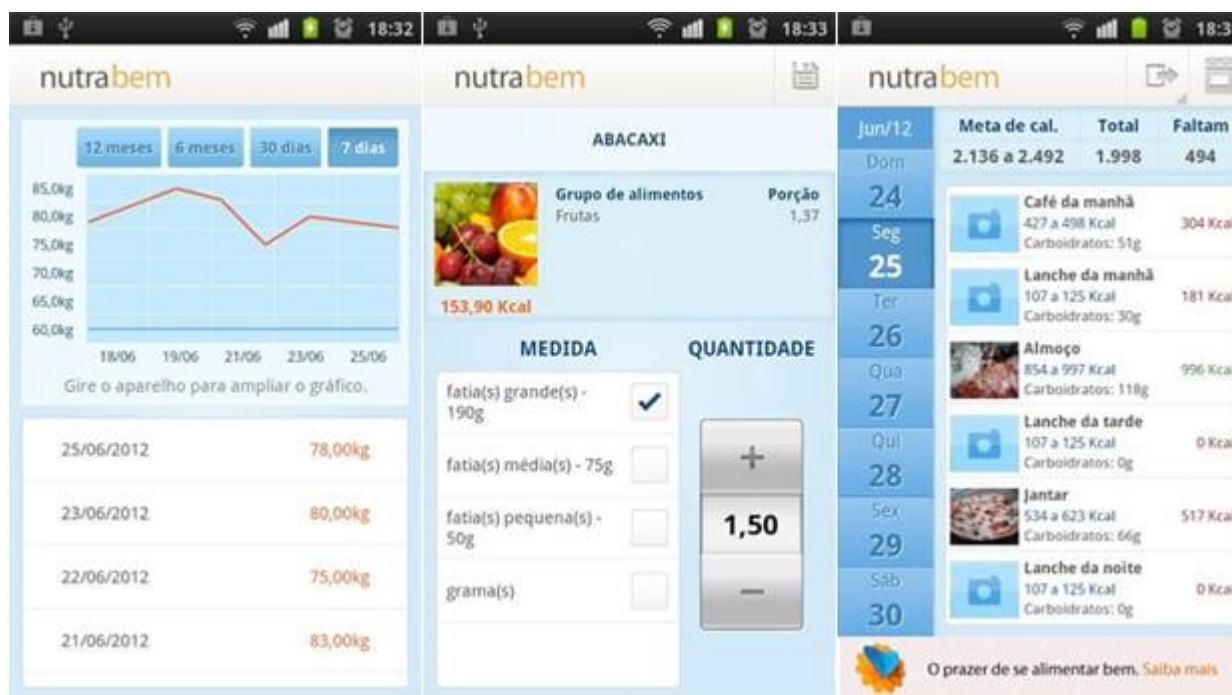 18:32
nutrabem
12 meses 6 meses 30 dias 7 dias
85,0kg
80,0kg
75,0kg
70,0kg
65,0kg
60,0kg
18/06 19/06 21/06 23/06 25/06
Gire o aparelho para ampliar o gráfico.
25/06/2012 78,00kg
23/06/2012 80,00kg
22/06/2012 75,00kg
21/06/2012 83,00kg
18:33
nutrabem
ABACAXI
Grupo de alimentos Porção
Frutas 1,37
153,90 Kcal
MEDIDA QUANTIDADE
fatia(s) grande(s) -
190g
fatia(s) média(s) - 75g
fatia(s) pequena(s) -
50g
grama(s)
+
1,50
−
18:3
nutrabem
Jun/12
Dom
24
Seg
25
Ter
26
Qua
27
Qui
28
Sex
29
Sáb
30
Meta de cal. Total Faltam
2.136 a 2.492 1.998 494
Café da manhã
427 a 498 Kcal 304 Kcal
Carboidratos: 51g
Lanche da manhã
107 a 125 Kcal 181 Kcal
Carboidratos: 30g
Almoço
854 a 997 Kcal 996 Kcal
Carboidratos: 118g
Lanche da tarde
107 a 125 Kcal 0 Kcal
Carboidratos: 0g
Jantar
534 a 623 Kcal 517 Kcal
Carboidratos: 66g
Lanche da noite
107 a 125 Kcal 0 Kcal
Carboidratos: 0g
O prazer de se alimentar bem. Saiba mais